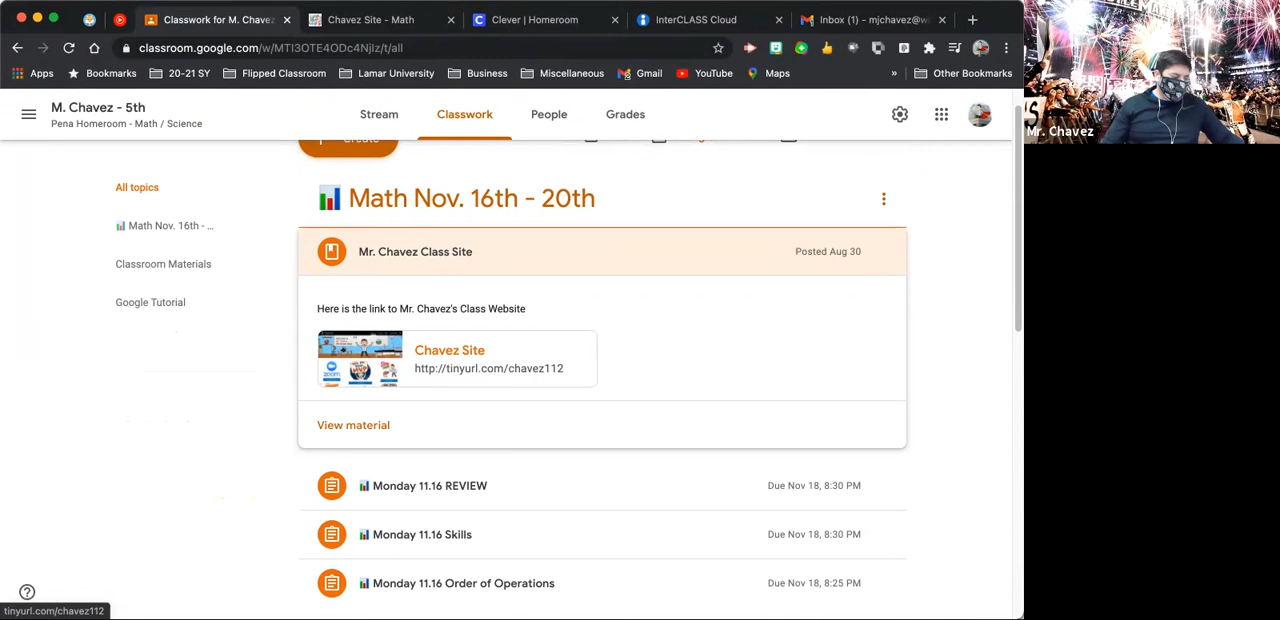 Classwork for M. Chavez
Chavez Site - Math
Clever | Homeroom
InterCLASS Cloud
Inbox (1) - mjchavez@wi
classroom.google.com/w/MTI3OTE4ODc4NjIz/t/all
Apps
Bookmarks
20-21 SY
Flipped Classroom
Lamar University
Business
Miscellaneous
Gmail
YouTube
Maps
»
Other Bookmarks
M. Chavez - 5th
Pena Homeroom - Math / Science
Stream
Classwork
People
Grades
Mr. Chavez
All topics
Math Nov. 16th - ...
Classroom Materials
Google Tutorial
Math Nov. 16th - 20th
Mr. Chavez Class Site
Posted Aug 30
Here is the link to Mr. Chavez's Class Website
Chavez Site
http://tinyurl.com/chavez112
View material
Monday 11.16 REVIEW
Due Nov 18, 8:30 PM
Monday 11.16 Skills
Due Nov 18, 8:30 PM
Monday 11.16 Order of Operations
Due Nov 18, 8:25 PM
tinyurl.com/chavez112